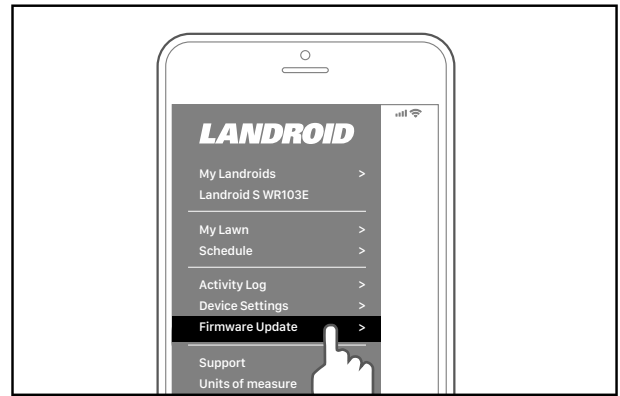 LANDROID
My Landroids >
Landroid S WR103E
My Lawn >
Schedule >
Activity Log >
Device Settings >
Firmware Update >
Support
Units of measure